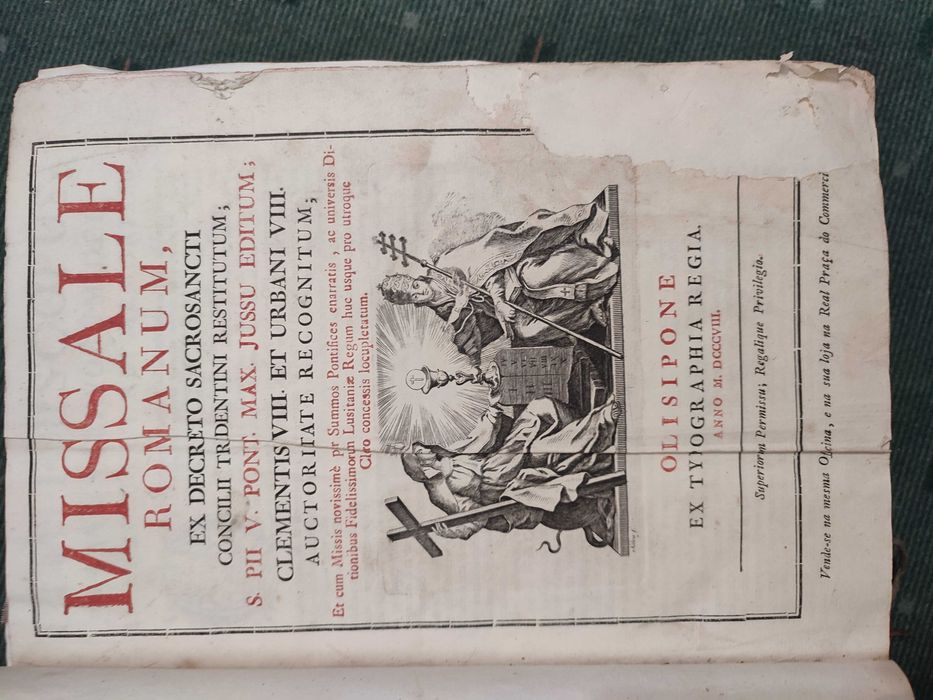 MISSALE
ROMANUM,
EX DECRETO SACROSANCTI
CONCILII TRIDENTINI RESTITUTUM;
S. PII V. PONT. MAX. JUSSU EDITUM;
CLEMENTIS VIII. ET URBANI VIII.
AUCTORITATE RECOGNITUM;
Et cum Missis novissimè per Summos Pontifices enarratis, ac universis Di-
tionibus Fidelissimorum Lusitaniæ Regum huc usque pro utroque
Clero concessis locupletatum.
OLISIPONE
EX TYPOGRAPHIA REGIA.
ANNO M. DCCCVIII.
Superiorum Permissu; Regalique Privilegio.
Vende-se na mesma Officina, e na sua loja na Real Praça do Commerci